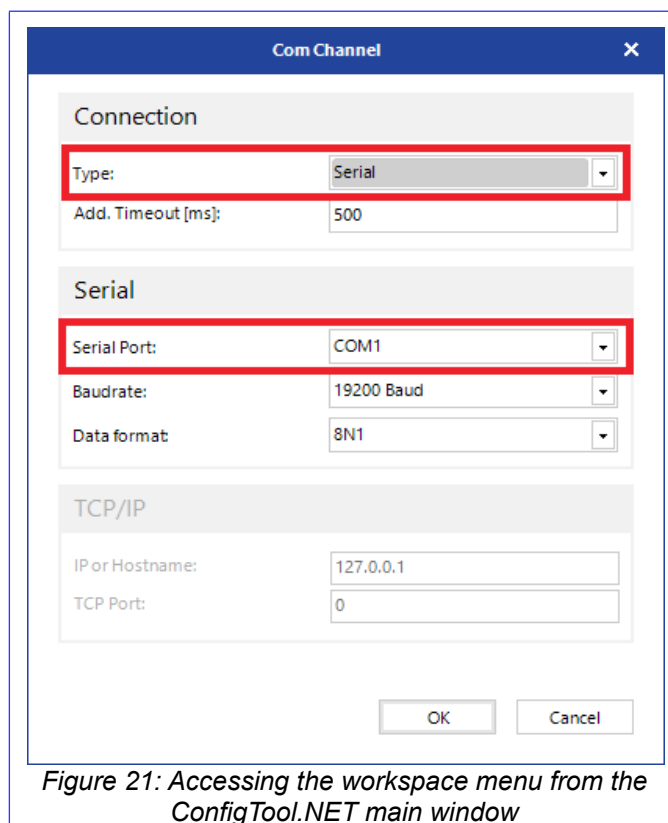 Com Channel
Connection
Type: Serial
Add. Timeout [ms]: 500
Serial
Serial Port: COM1
Baudrate: 19200 Baud
Data format: 8N1
TCP/IP
IP or Hostname: 127.0.0.1
TCP Port: 0
OK Cancel
Figure 21: Accessing the workspace menu from the
ConfigTool.NET main window